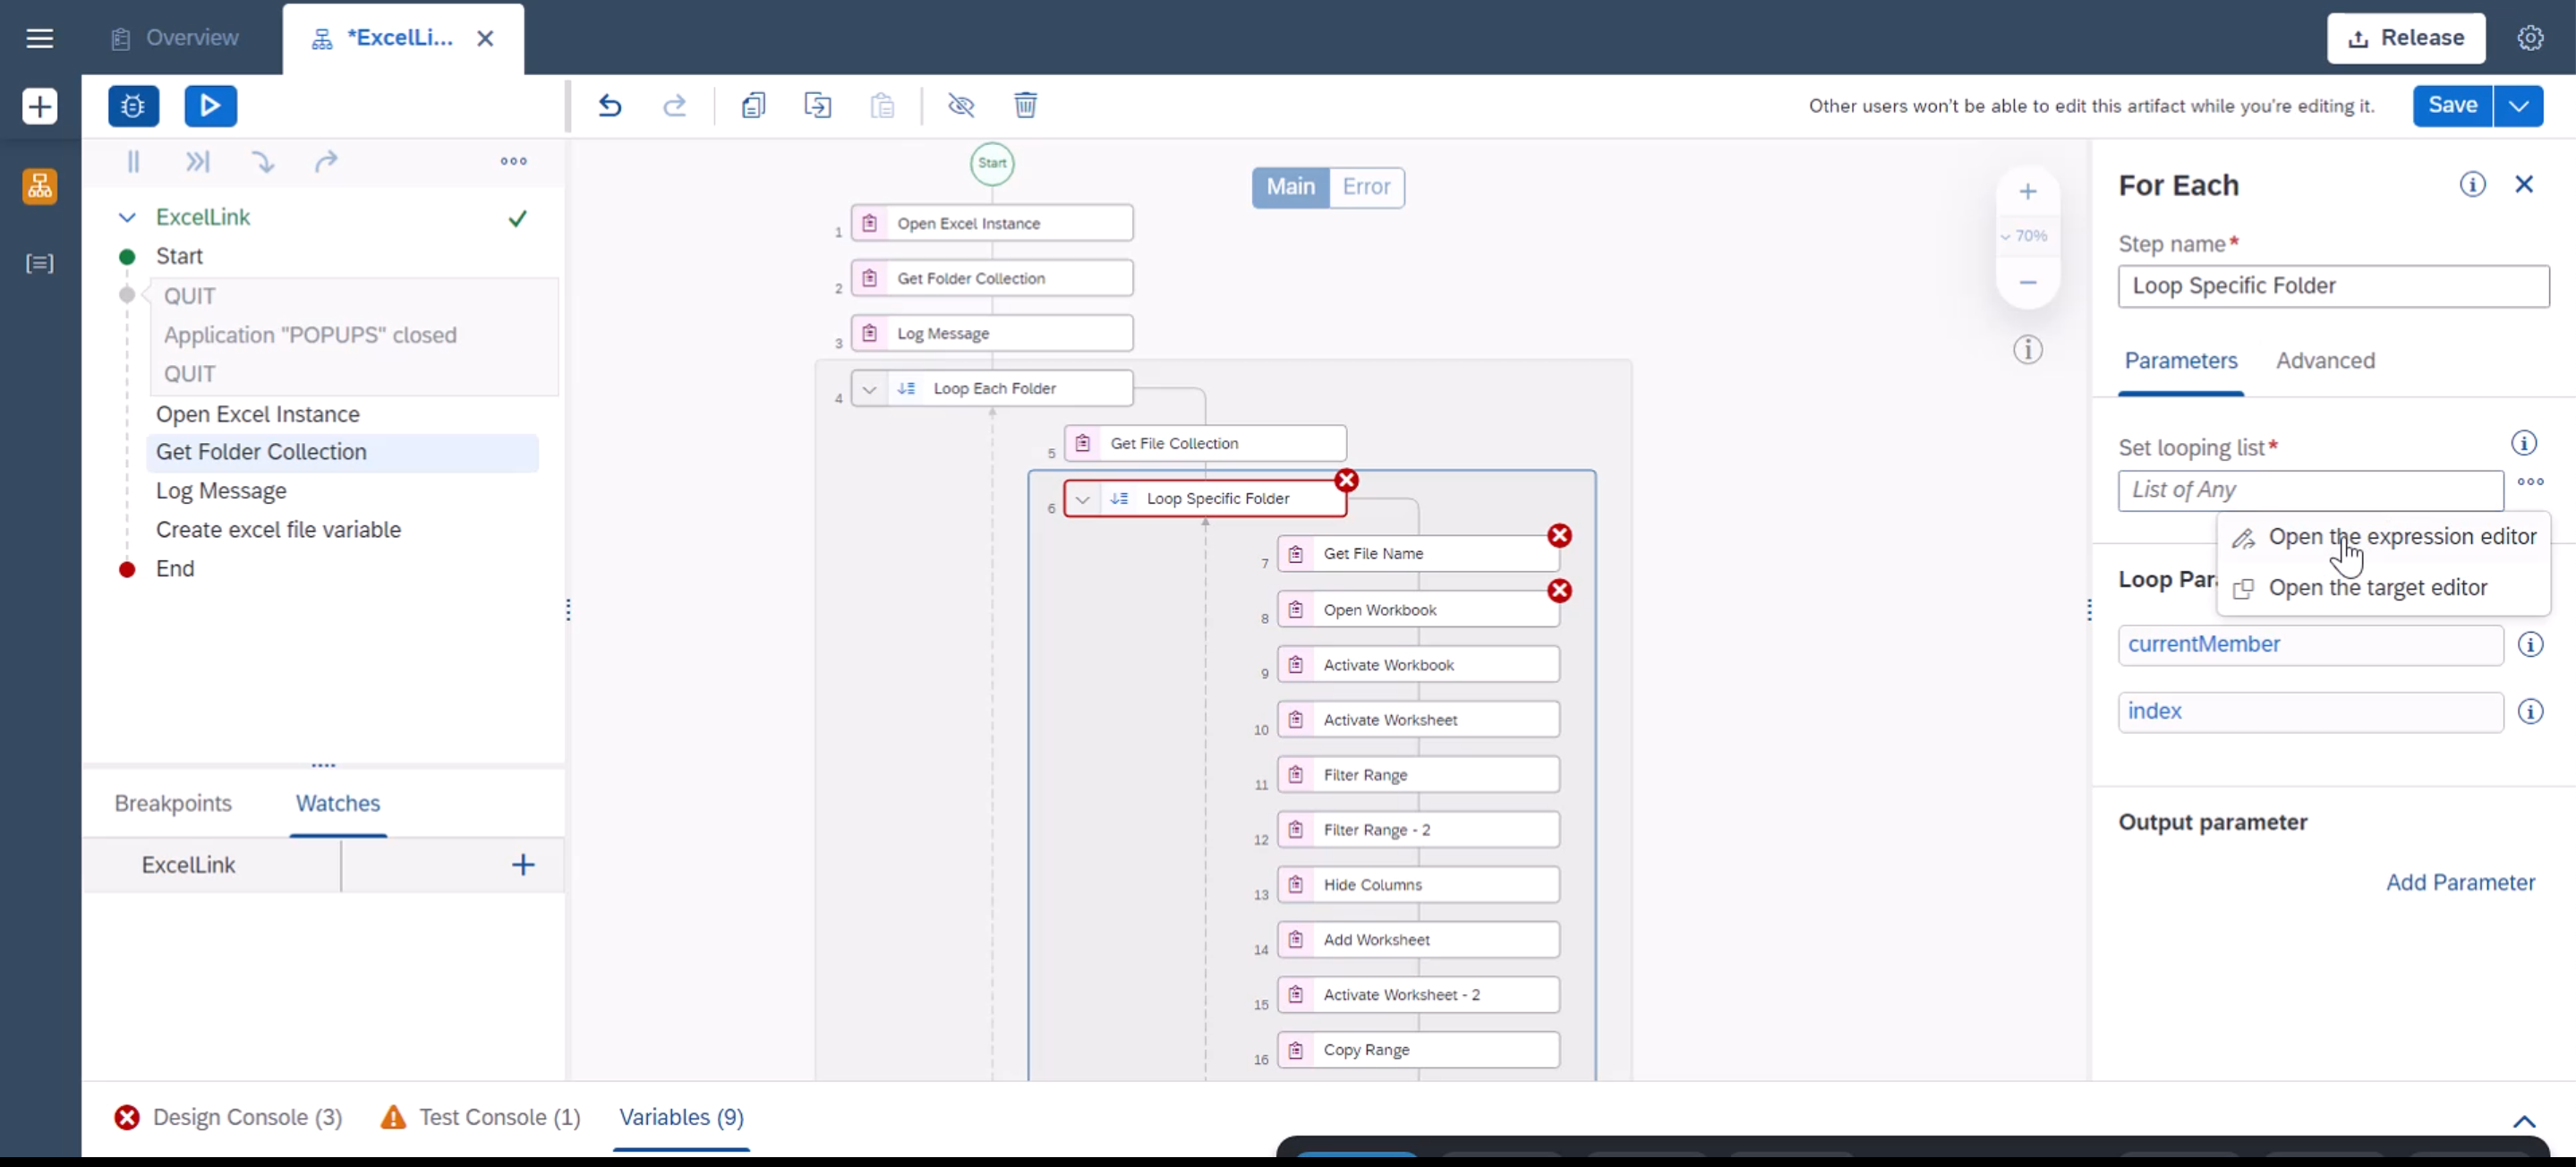 Overview
*ExcelLi...
Release
Other users won't be able to edit this artifact while you're editing it.
Save
ExcelLink
Start
QUIT
Application "POPUPS" closed
QUIT
Open Excel Instance
Get Folder Collection
Log Message
Create excel file variable
End
Breakpoints
Watches
ExcelLink
Start
Main
Error
70%
1 Open Excel Instance
2 Get Folder Collection
3 Log Message
4 Loop Each Folder
5 Get File Collection
6 Loop Specific Folder
7 Get File Name
8 Open Workbook
9 Activate Workbook
10 Activate Worksheet
11 Filter Range
12 Filter Range - 2
13 Hide Columns
14 Add Worksheet
15 Activate Worksheet - 2
16 Copy Range
For Each
Step name*
Loop Specific Folder
Parameters
Advanced
Set looping list*
List of Any
Open the expression editor
Open the target editor
Loop Par
currentMember
index
Output parameter
Add Parameter
Design Console (3)
Test Console (1)
Variables (9)